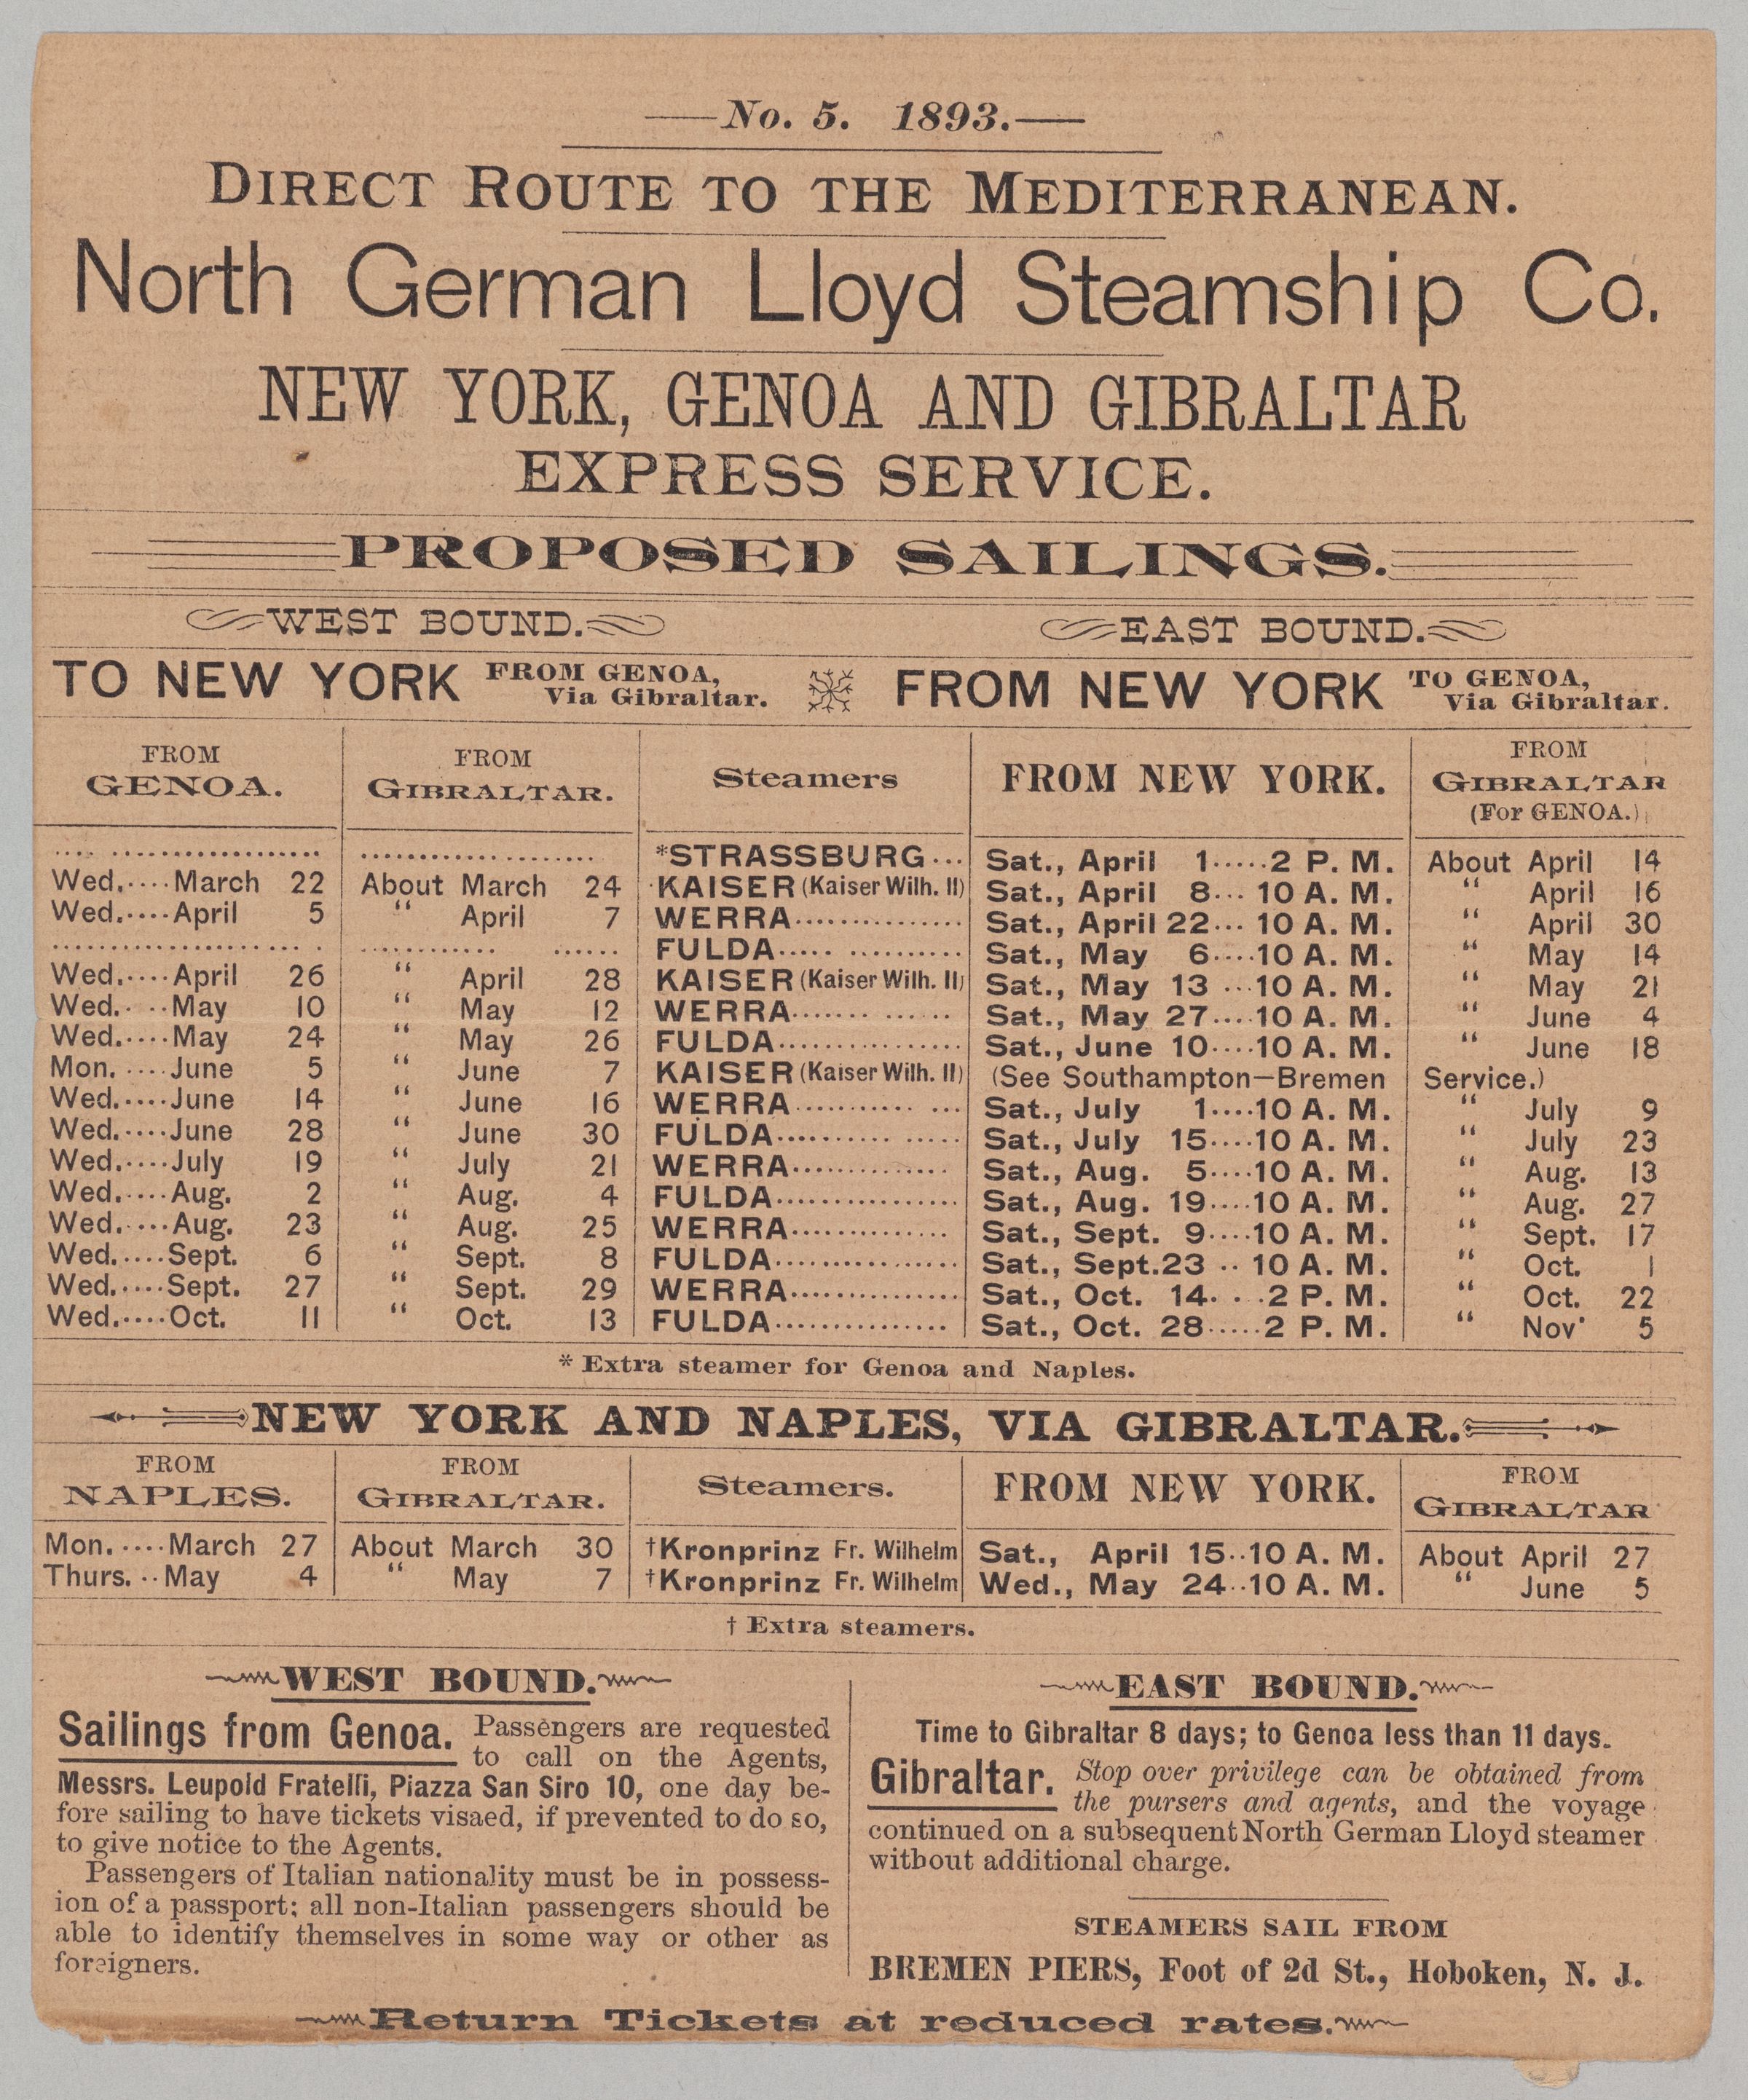 No. 5. 1893.
DIRECT ROUTE TO THE MEDITERRANEAN.
North German Lloyd Steamship Co.
NEW YORK, GENOA AND GIBRALTAR
EXPRESS SERVICE.
PROPOSED SAILINGS.
WEST BOUND. EAST BOUND.
TO NEW YORK FROM GENOA, Via Gibraltar. FROM NEW YORK TO GENOA, Via Gibraltar.
FROM GENOA. FROM GIBRALTAR. Steamers FROM NEW YORK. FROM GIBRALTAR (For GENOA.)
.... ................... ............ ........ *STRASSBURG... Sat., April 1.....2 P. M. About April 14
Wed.....March 22 About March 24 KAISER (Kaiser Wilh. II) Sat., April 8... 10 A. M. “ April 16
Wed.....April 5 “ April 7 WERRA................ Sat., April 22... 10 A. M. “ April 30
...................... ... . ............ ...... FULDA..... .......... Sat., May 6....10 A. M. “ May 14
Wed.....April 26 “ April 28 KAISER (Kaiser Wilh. II) Sat., May 13 ...10 A. M. “ May 21
Wed.. ..May 10 “ May 12 WERRA....... ... ...... Sat., May 27....10 A. M. “ June 4
Wed.....May 24 “ May 26 FULDA................. Sat., June 10....10 A. M. “ June 18
Mon. ....June 5 “ June 7 KAISER (Kaiser Wilh. II) (See Southampton—Bremen Service.)
Wed.....June 14 “ June 16 WERRA........... ... Sat., July 1....10 A. M. “ July 9
Wed.....June 28 “ June 30 FULDA.......... ..... Sat., July 15....10 A. M. “ July 23
Wed.....July 19 “ July 21 WERRA.............. Sat., Aug. 5....10 A. M. “ Aug. 13
Wed.....Aug. 2 “ Aug. 4 FULDA................. Sat., Aug. 19....10 A. M. “ Aug. 27
Wed.....Aug. 23 “ Aug. 25 WERRA.............. Sat., Sept. 9....10 A. M. “ Sept. 17
Wed.....Sept. 6 “ Sept. 8 FULDA................. Sat., Sept.23 .. 10 A. M. “ Oct. 1
Wed.....Sept. 27 “ Sept. 29 WERRA............... Sat., Oct. 14. . .2 P. M. “ Oct. 22
Wed.....Oct. 11 “ Oct. 13 FULDA............... Sat., Oct. 28.....2 P. M. “ Nov. 5
* Extra steamer for Genoa and Naples.
NEW YORK AND NAPLES, VIA GIBRALTAR.
FROM NAPLES. FROM GIBRALTAR. Steamers. FROM NEW YORK. FROM GIBRALTAR
Mon. ....March 27 About March 30 †Kronprinz Fr. Wilhelm Sat., April 15..10 A. M. About April 27
Thurs. ..May 4 “ May 7 †Kronprinz Fr. Wilhelm Wed., May 24..10 A. M. “ June 5
† Extra steamers.
WEST BOUND.
Sailings from Genoa. Passengers are requested
to call on the Agents,
Messrs. Leupold Fratelli, Piazza San Siro 10, one day be-
fore sailing to have tickets visaed, if prevented to do so,
to give notice to the Agents.
Passengers of Italian nationality must be in possess-
ion of a passport; all non-Italian passengers should be
able to identify themselves in some way or other as
foreigners.
EAST BOUND.
Time to Gibraltar 8 days; to Genoa less than 11 days.
Gibraltar. Stop over privilege can be obtained from
the pursers and agents, and the voyage
continued on a subsequent North German Lloyd steamer
without additional charge.
STEAMERS SAIL FROM
BREMEN PIERS, Foot of 2d St., Hoboken, N. J.
Return Tickets at reduced rates.